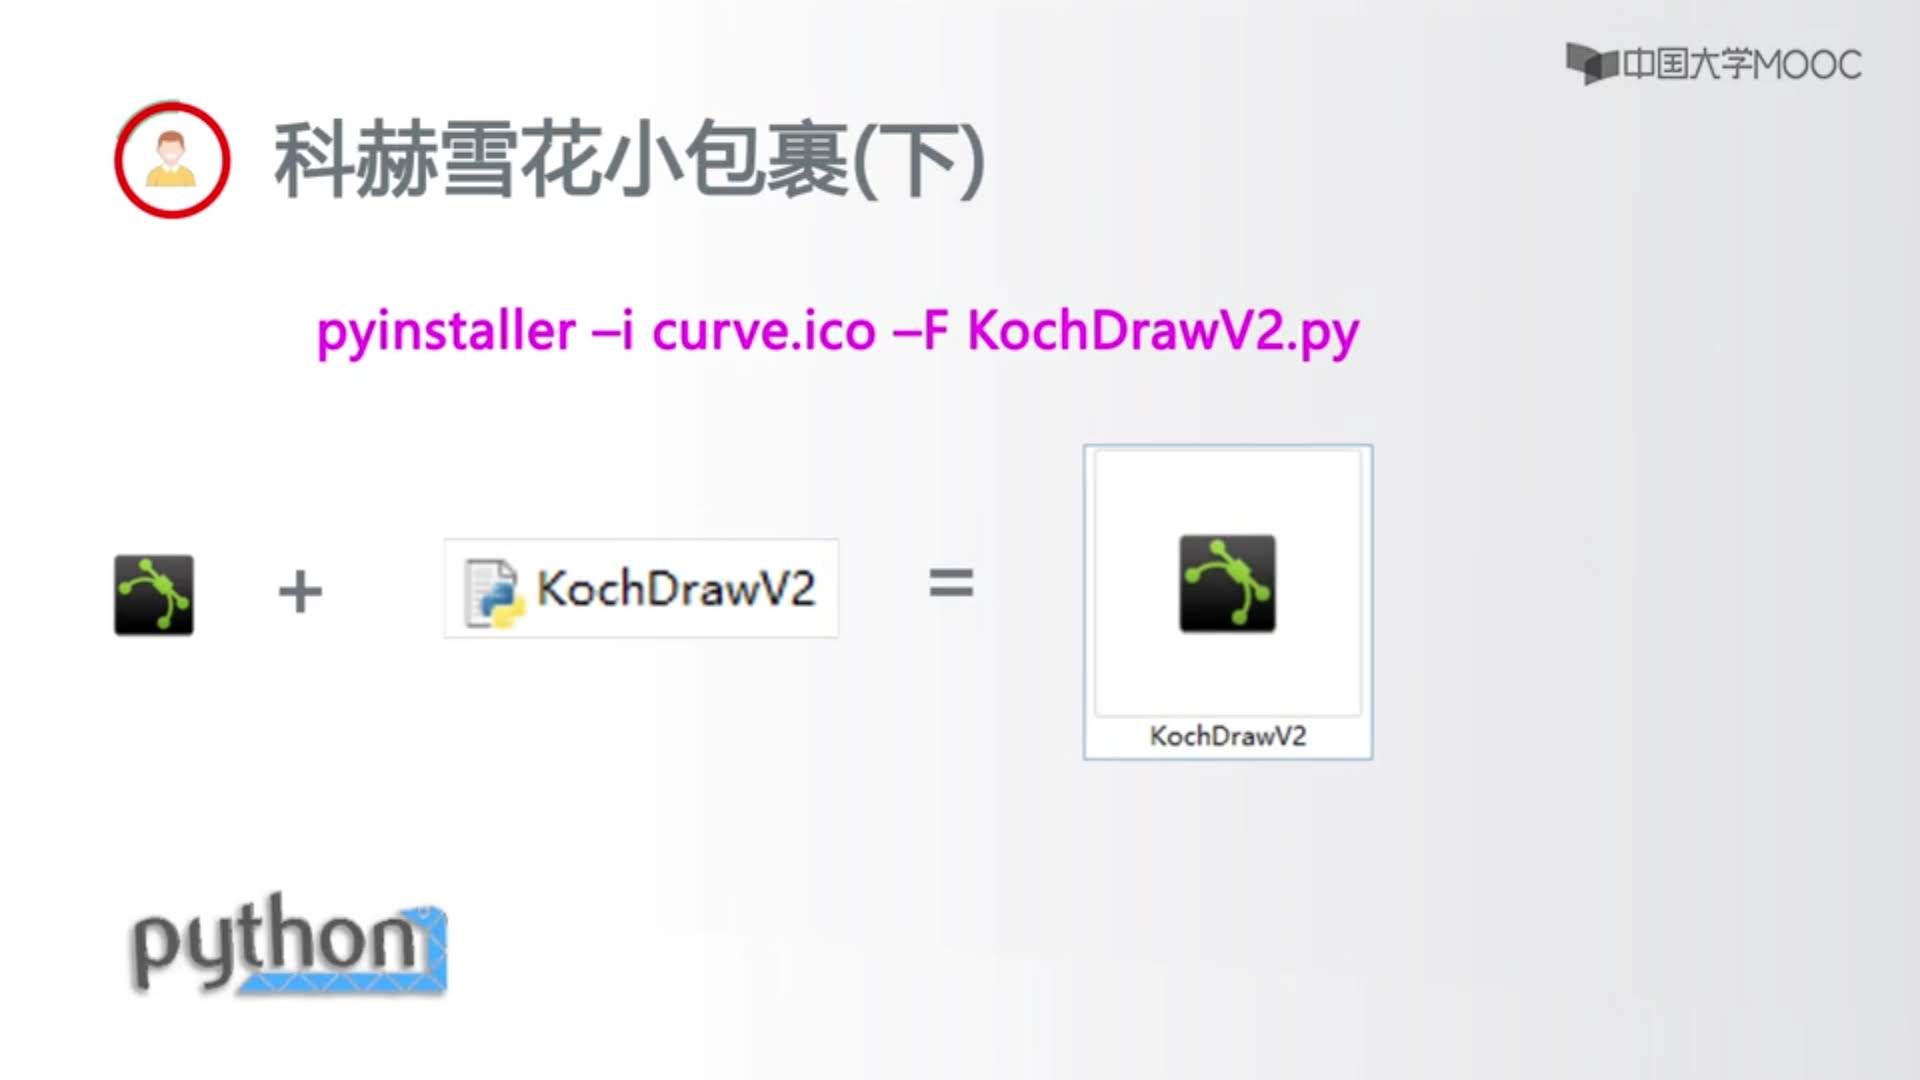 中国大学MOOC
科赫雪花小包裹(下)
pyinstaller –i curve.ico –F KochDrawV2.py
+
KochDrawV2
=
KochDrawV2
python